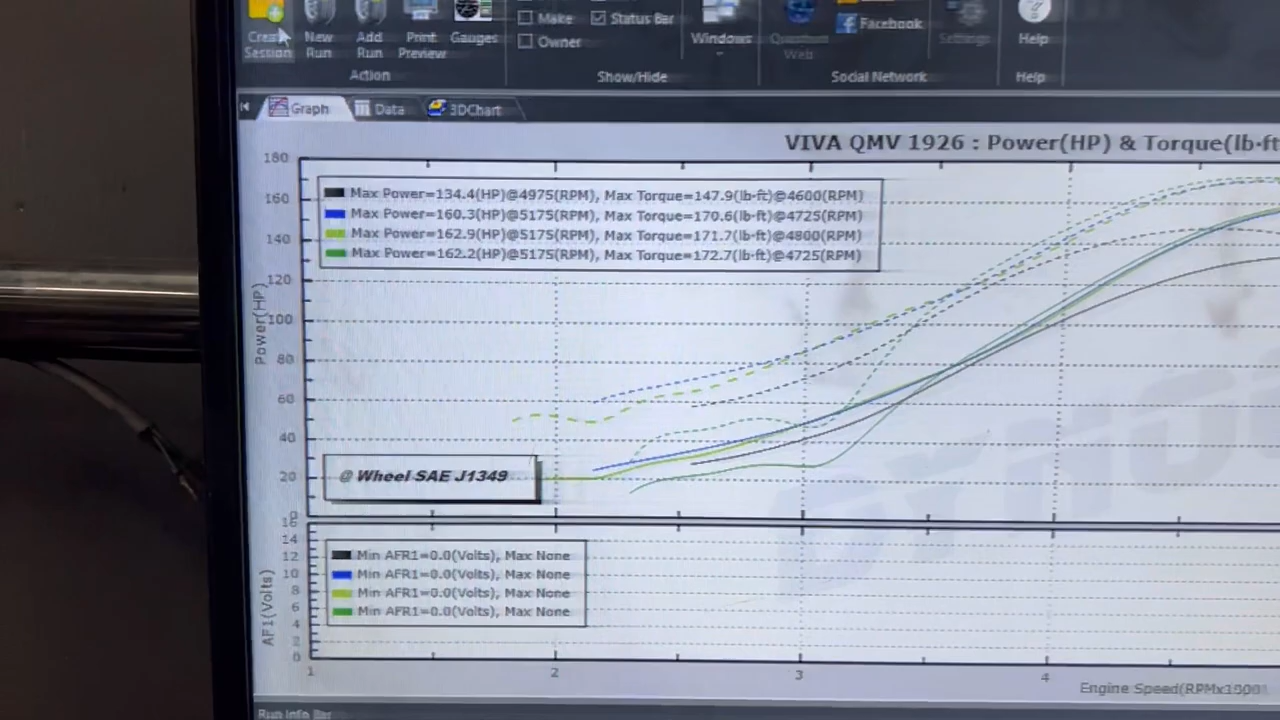 Make
Status Bar
Owner
Create Session
New Run
Add Run
Print Preview
Gauges
Windows
Quantum Web
Facebook
Settings
Help
Action
Show/Hide
Social Network
Help
Graph
Data
3DChart
VIVA QMV 1926 : Power(HP) & Torque(lb-ft
Max Power=134.4(HP)@4975(RPM), Max Torque=147.9(lb-ft)@4600(RPM)
Max Power=160.3(HP)@5175(RPM), Max Torque=170.6(lb-ft)@4725(RPM)
Max Power=162.9(HP)@5175(RPM), Max Torque=171.7(lb-ft)@4800(RPM)
Max Power=162.2(HP)@5175(RPM), Max Torque=172.7(lb-ft)@4725(RPM)
180
160
140
120
100
80
60
40
20
0
Power(HP)
@ Wheel SAE J1349
16
14
12
10
8
6
4
2
0
AF1(Volts)
Min AFR1=0.0(Volts), Max None
Min AFR1=0.0(Volts), Max None
Min AFR1=0.0(Volts), Max None
Min AFR1=0.0(Volts), Max None
1
2
3
4
Engine Speed(RPMx1000)
Run Info Bar